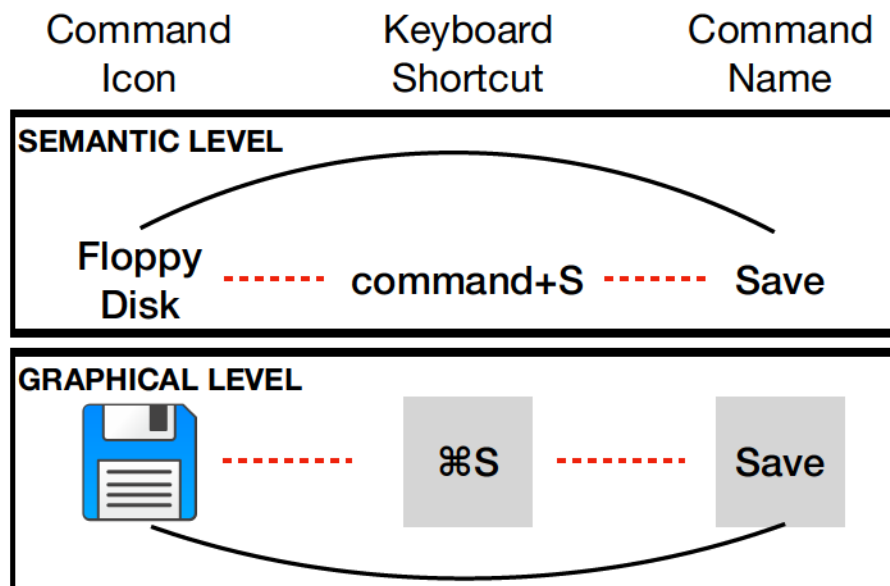 Command Keyboard Command
Icon Shortcut Name
SEMANTIC LEVEL
Floppy
Disk command+S Save
GRAPHICAL LEVEL
⌘S Save